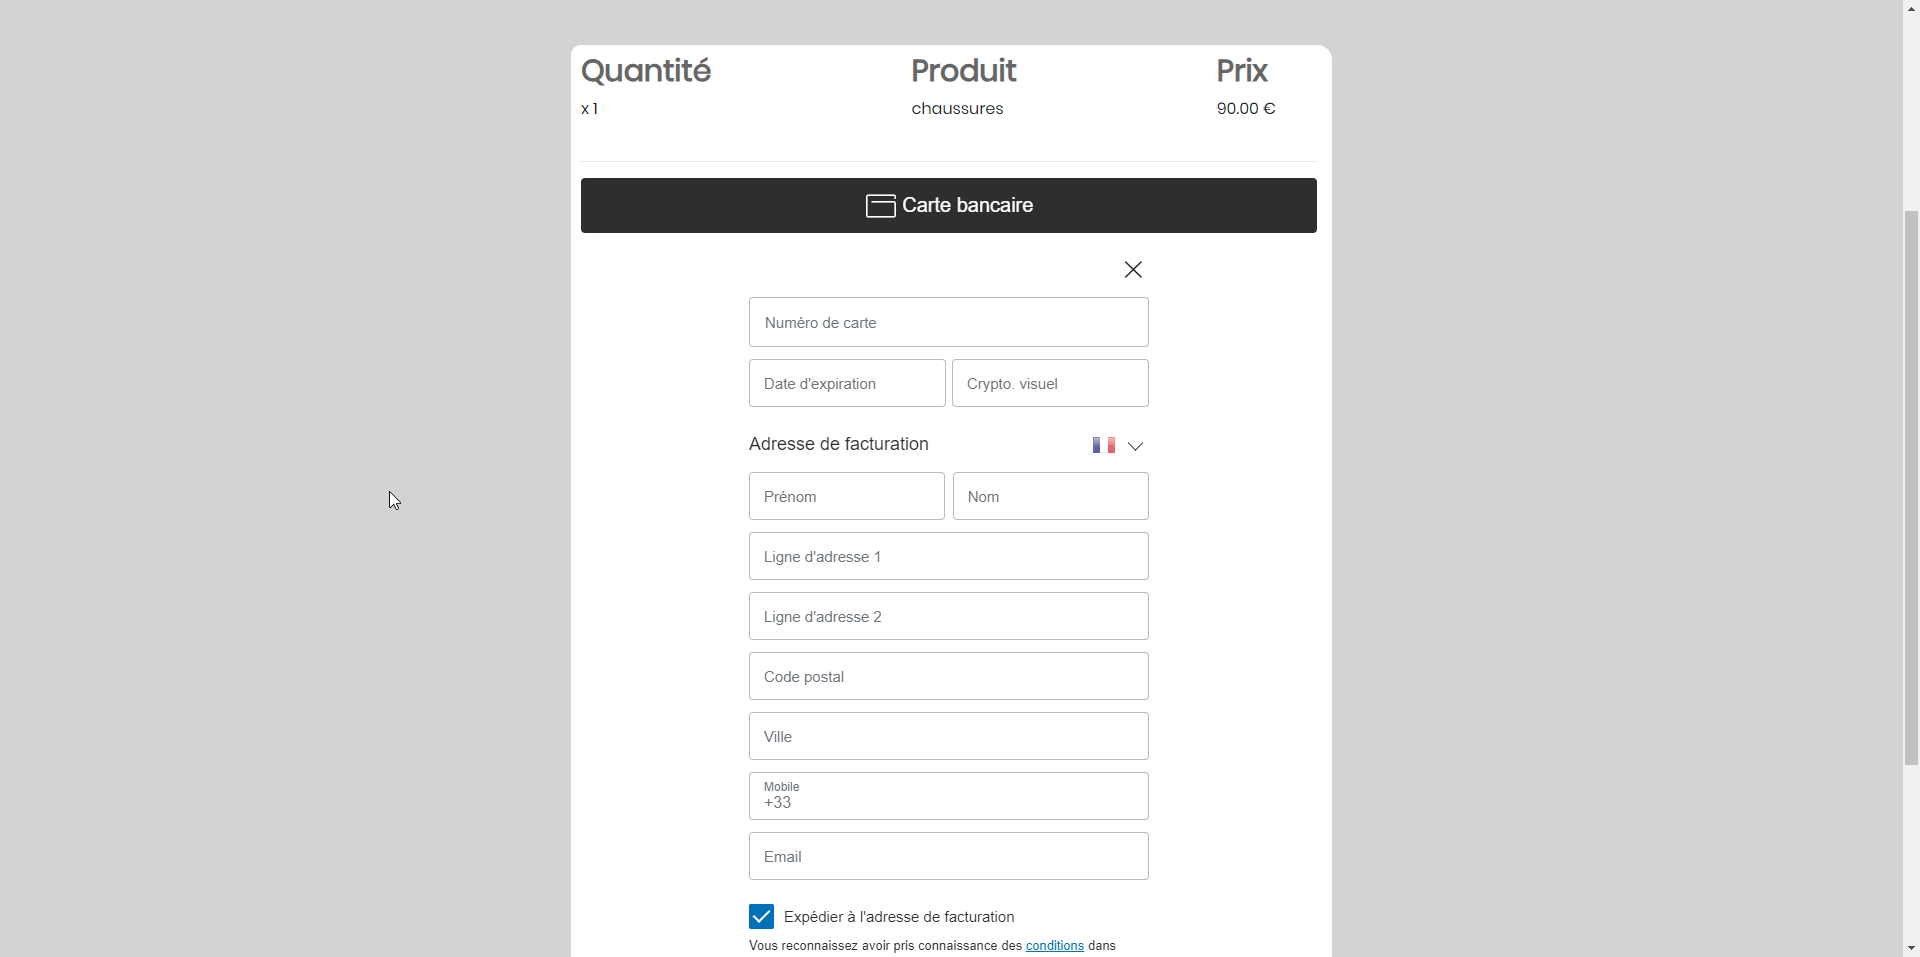 Quantité Produit Prix
x 1 chaussures 90.00 €
Carte bancaire
Numéro de carte
Date d'expiration Crypto. visuel
Adresse de facturation
Prénom Nom
Ligne d'adresse 1
Ligne d'adresse 2
Code postal
Ville
Mobile
+33
Email
Expédier à l'adresse de facturation
Vous reconnaissez avoir pris connaissance des conditions dans